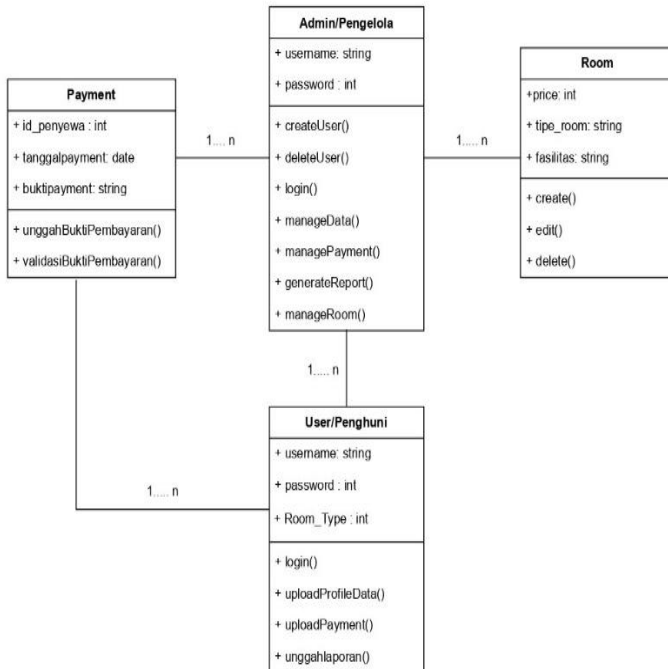 Admin/Pengelola
+ username: string
+ password : int
+ createUser()
+ deleteUser()
+ login()
+ manageData()
+ managePayment()
+ generateReport()
+ manageRoom()
Payment
+ id_penyewa : int
+ tanggalpayment: date
+ buktipayment: string
+ unggahBuktiPembayaran()
+ validasiBuktiPembayaran()
1.... n
1..... n
Room
+price: int
+ tipe_room: string
+ fasilitas: string
+ create()
+ edit()
+ delete()
1..... n
1..... n
User/Penghuni
+ username: string
+ password : int
+ Room_Type : int
+ login()
+ uploadProfileData()
+ uploadPayment()
+ unggahlaporan()